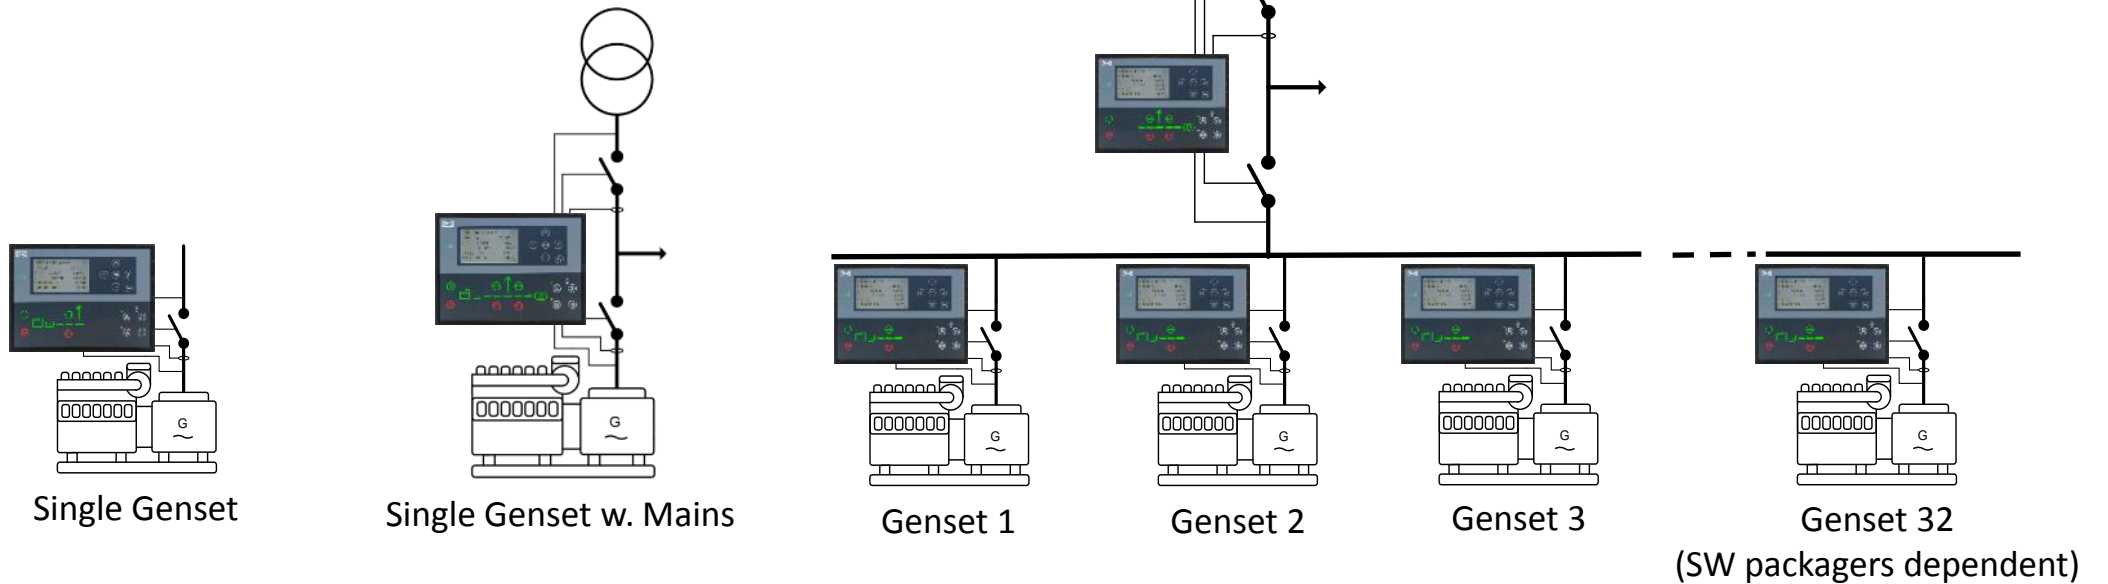 G
Single Genset
G
Single Genset w. Mains
G
Genset 1
G
Genset 2
G
Genset 3
G
Genset 32
(SW packagers dependent)